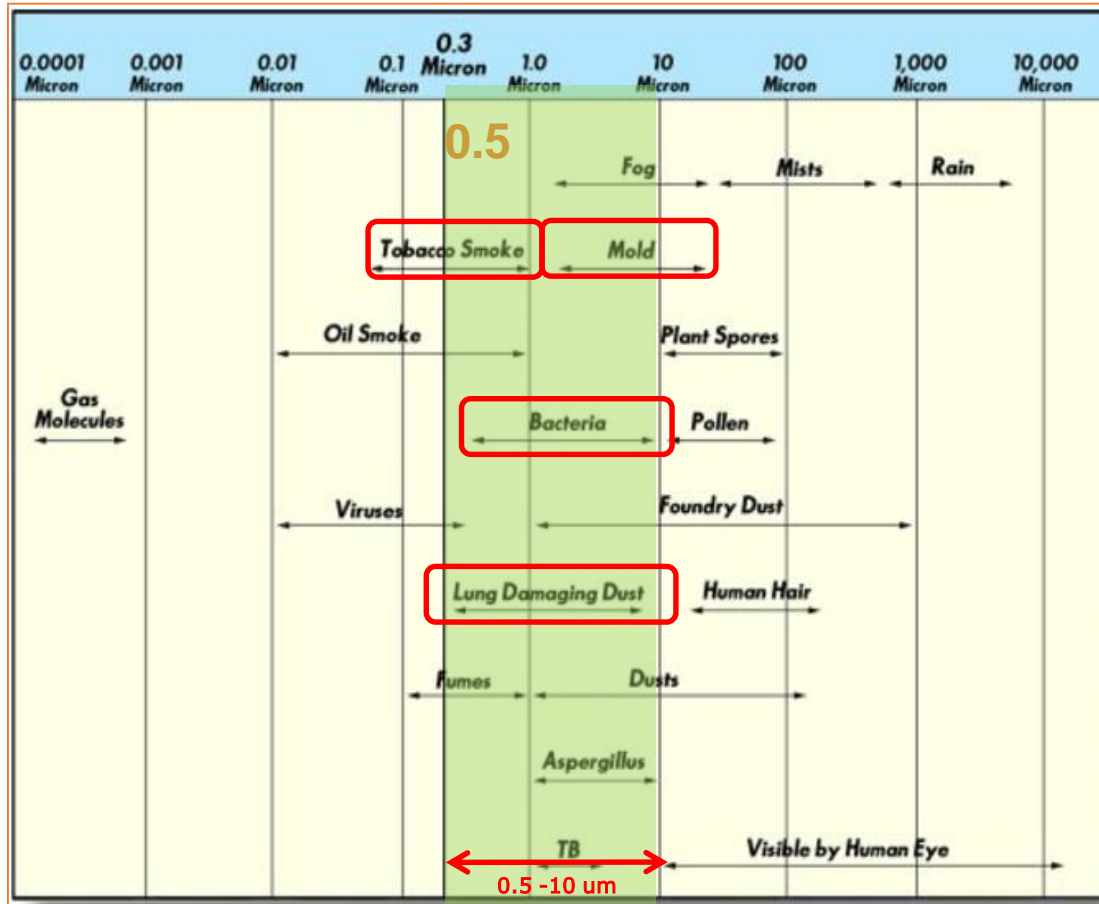 0.0001 0.001 0.01 0.1 0.3 1.0 10 100 1,000 10,000
Micron Micron Micron Micron Micron Micron Micron Micron Micron Micron
0.5
Fog Mists Rain
Tobacco Smoke Mold
Oil Smoke Plant Spores
Gas
Molecules Bacteria Pollen
Viruses Foundry Dust
Lung Damaging Dust Human Hair
Fumes Dusts
Aspergillus
TB Visible by Human Eye
0.5 -10 um